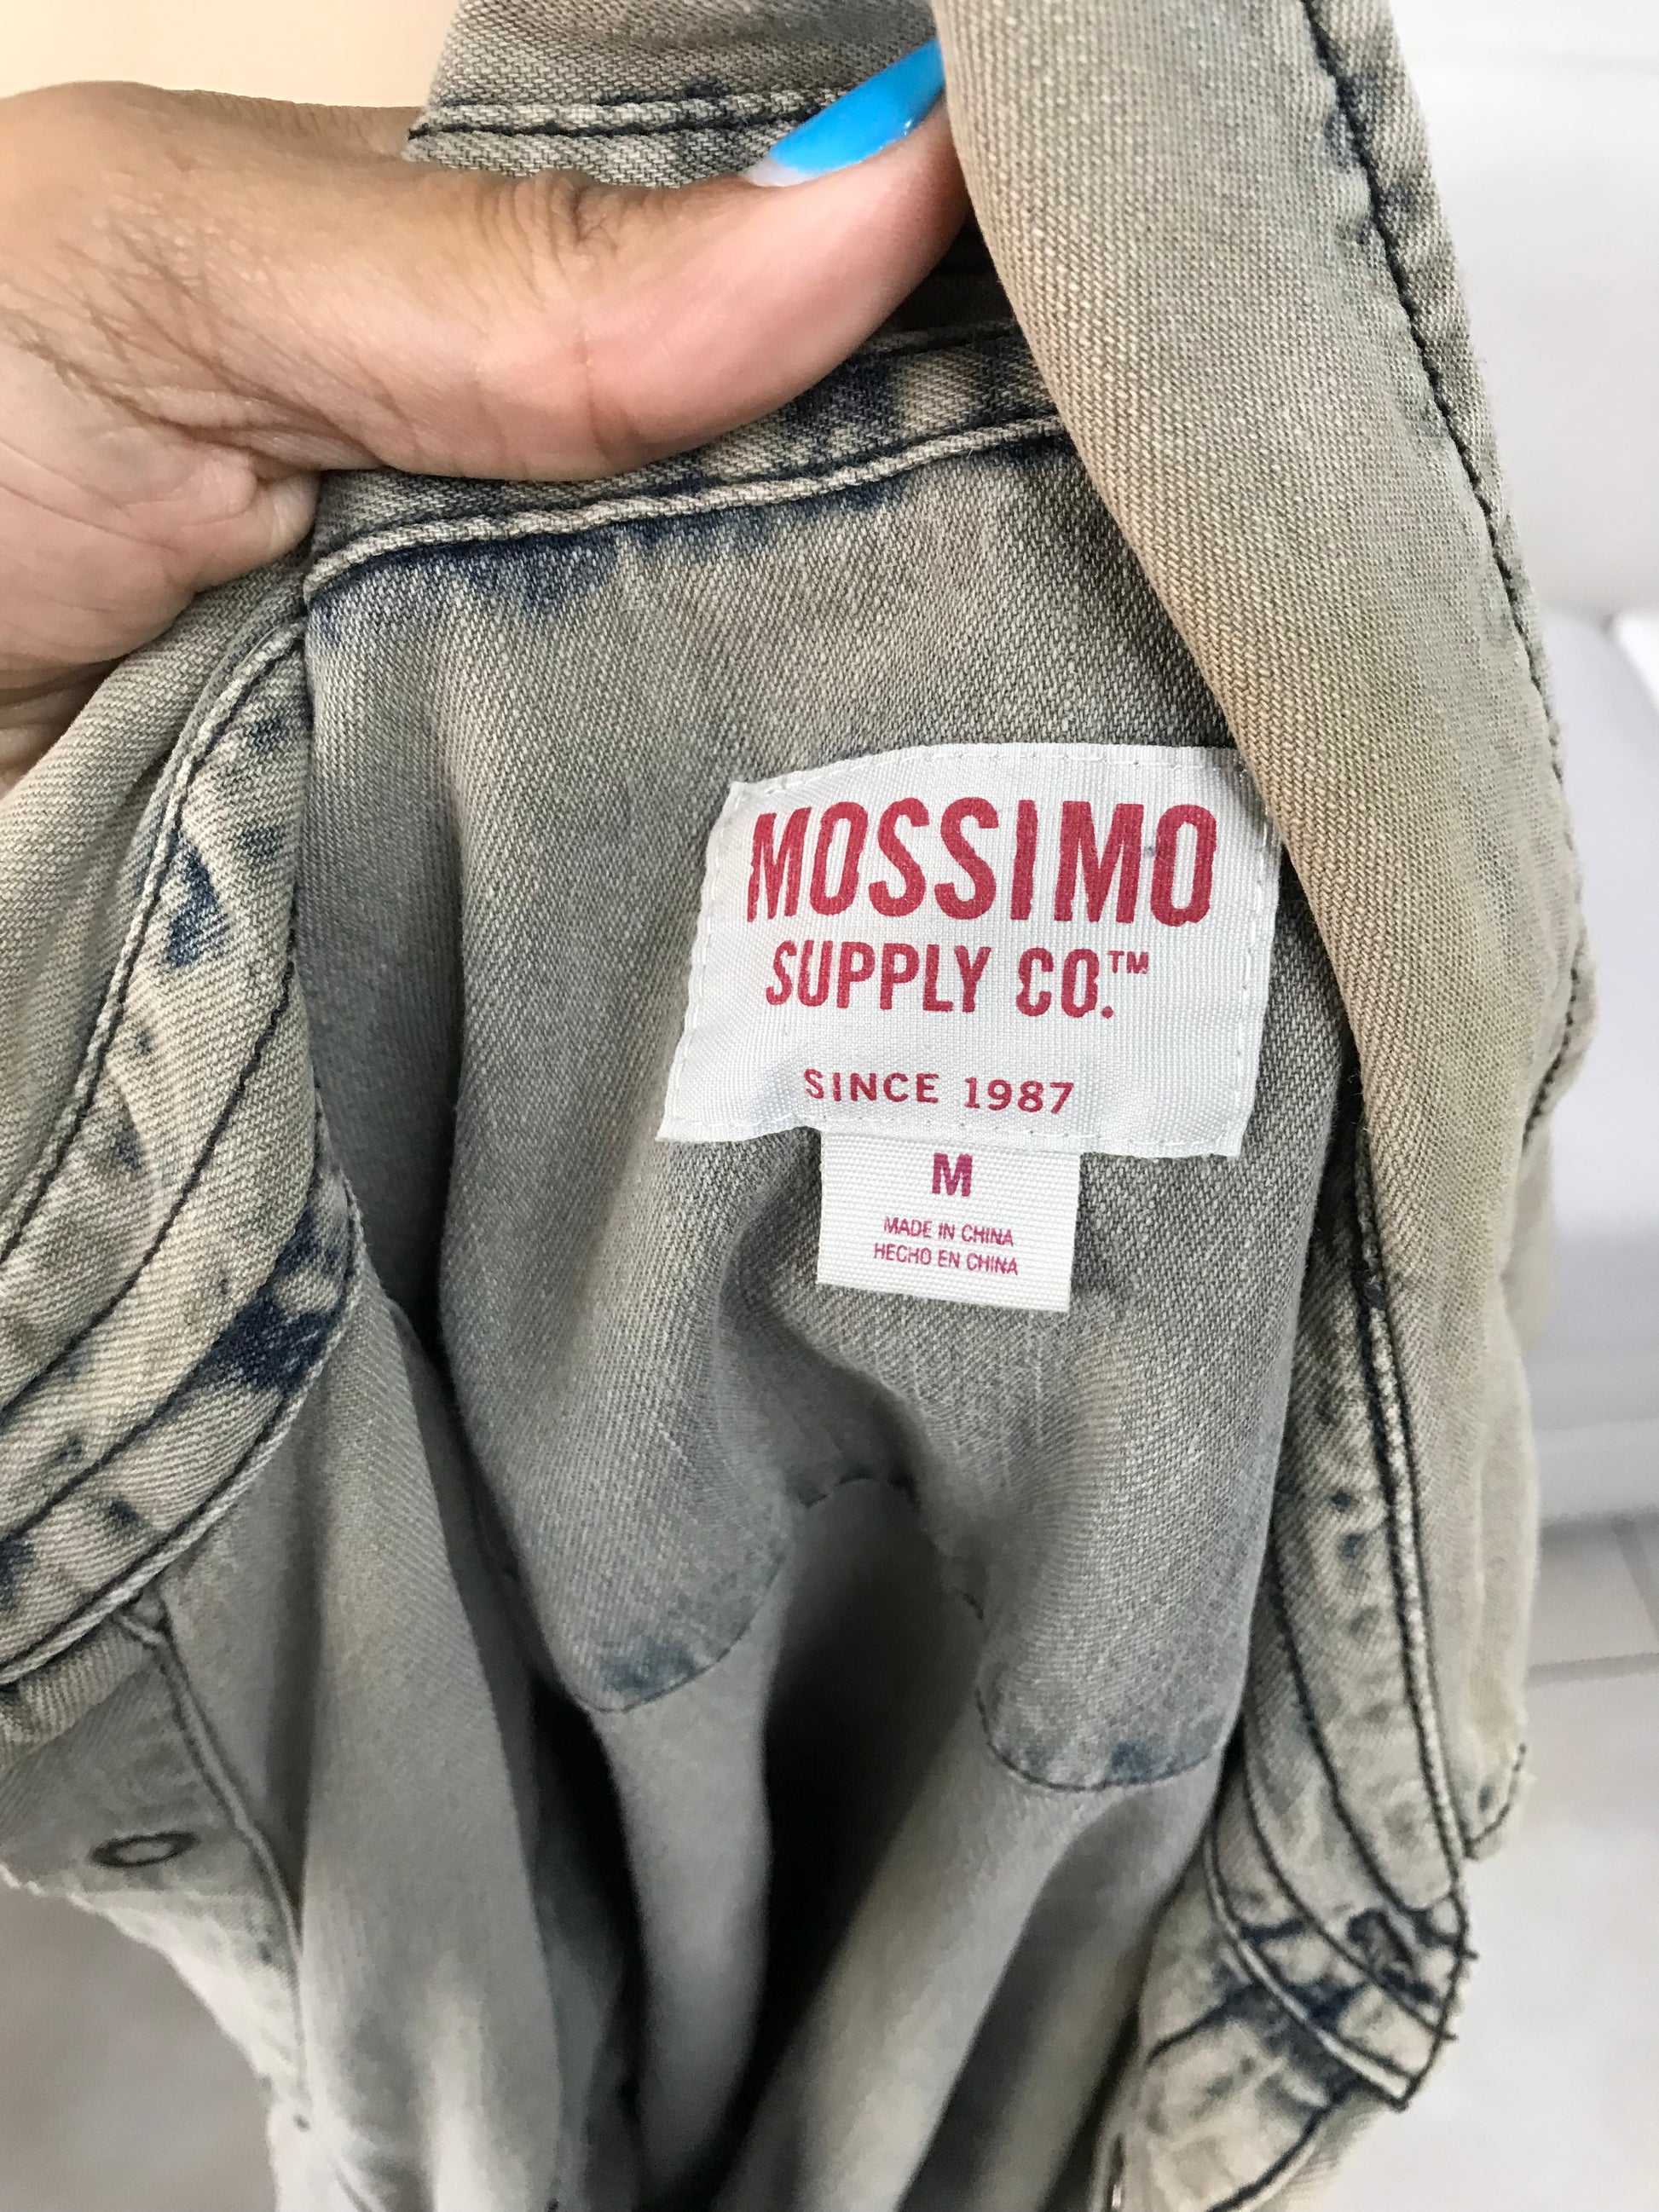 MOSSIMO
SUPPLY CO.™
SINCE 1987
M
MADE IN CHINA
HECHO EN CHINA